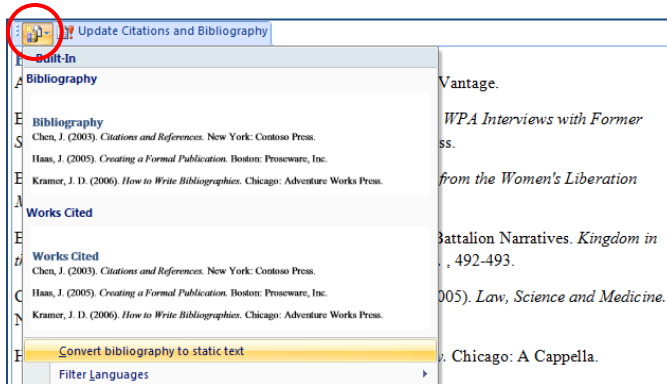 Update Citations and Bibliography
Built-In
Bibliography
Vantage.
Bibliography
WPA Interviews with Former
Chen, J. (2003). Citations and References. New York: Contoso Press.
ss.
Haas, J. (2005). Creating a Formal Publication. Boston: Proseware, Inc.
Kramer, J. D. (2006). How to Write Bibliographies. Chicago: Adventure Works Press.
from the Women's Liberation
Works Cited
Battalion Narratives. Kingdom in
Works Cited
, 492-493.
Chen, J. (2003). Citations and References. New York: Contoso Press.
Haas, J. (2005). Creating a Formal Publication. Boston: Proseware, Inc.
005). Law, Science and Medicine.
Kramer, J. D. (2006). How to Write Bibliographies. Chicago: Adventure Works Press.
Convert bibliography to static text
. Chicago: A Cappella.
Filter Languages